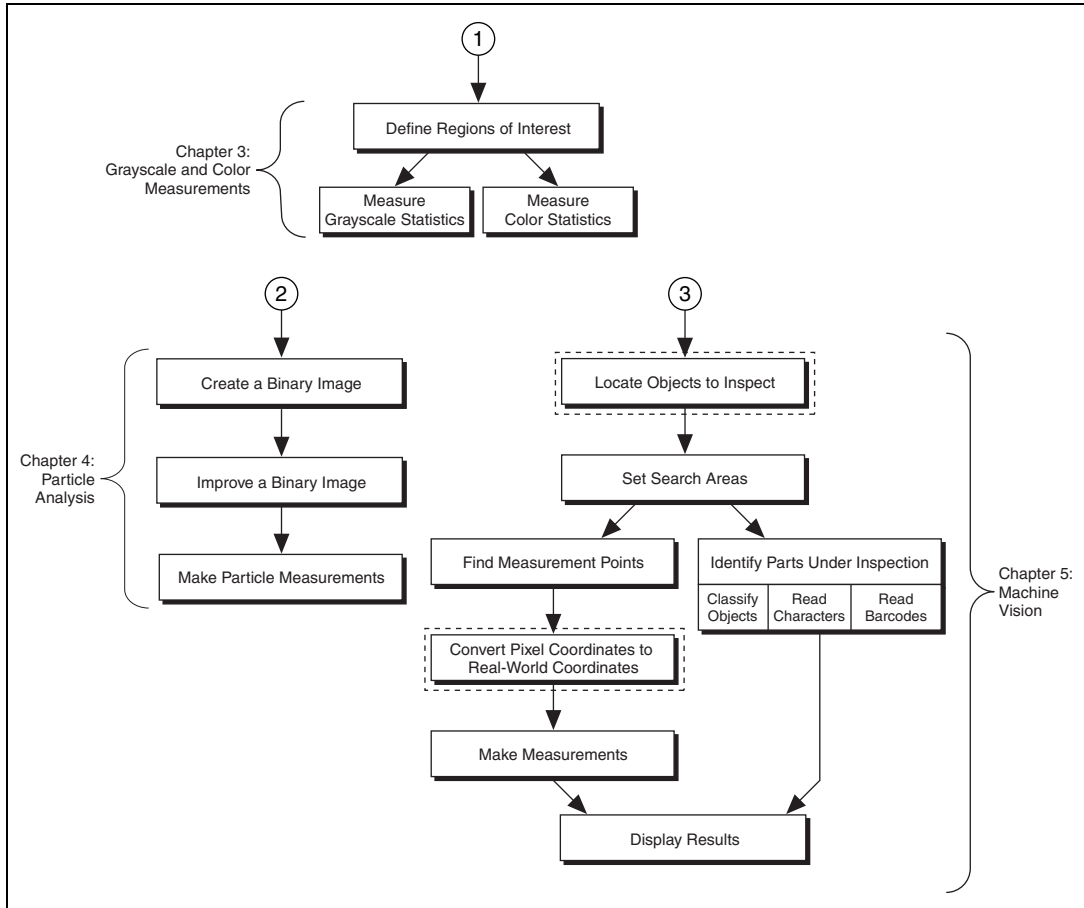 1
Define Regions of Interest
Chapter 3:
Grayscale and Color
Measurements
Measure
Grayscale Statistics
Measure
Color Statistics
2
3
Create a Binary Image
Locate Objects to Inspect
Chapter 4:
Particle
Analysis
Improve a Binary Image
Set Search Areas
Make Particle Measurements
Find Measurement Points
Identify Parts Under Inspection
Classify
Objects
Read
Characters
Read
Barcodes
Chapter 5:
Machine
Vision
Convert Pixel Coordinates to
Real-World Coordinates
Make Measurements
Display Results